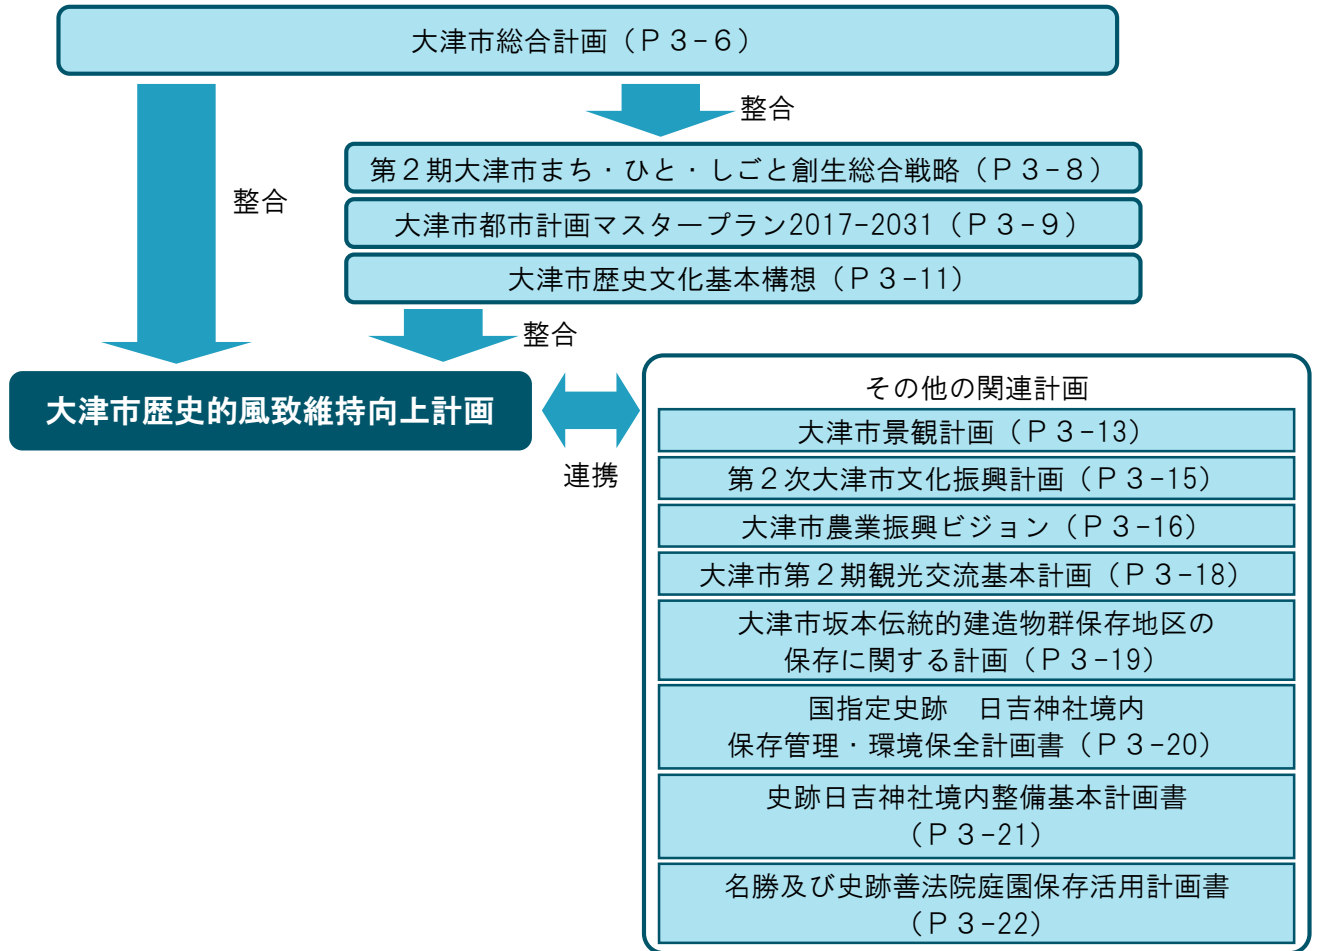 大津市総合計画（Ｐ３-６）
整合
整合
第２期大津市まち・ひと・しごと創生総合戦略（Ｐ３-８）
大津市都市計画マスタープラン2017-2031（Ｐ３-９）
大津市歴史文化基本構想（Ｐ３-11）
整合
大津市歴史的風致維持向上計画
連携
その他の関連計画
大津市景観計画（Ｐ３-13）
第２次大津市文化振興計画（Ｐ３-15）
大津市農業振興ビジョン（Ｐ３-16）
大津市第２期観光交流基本計画（Ｐ３-18）
大津市坂本伝統的建造物群保存地区の
保存に関する計画（Ｐ３-19）
国指定史跡　日吉神社境内
保存管理・環境保全計画書（Ｐ３-20）
史跡日吉神社境内整備基本計画書
（Ｐ３-21）
名勝及び史跡善法院庭園保存活用計画書
（Ｐ３-22）